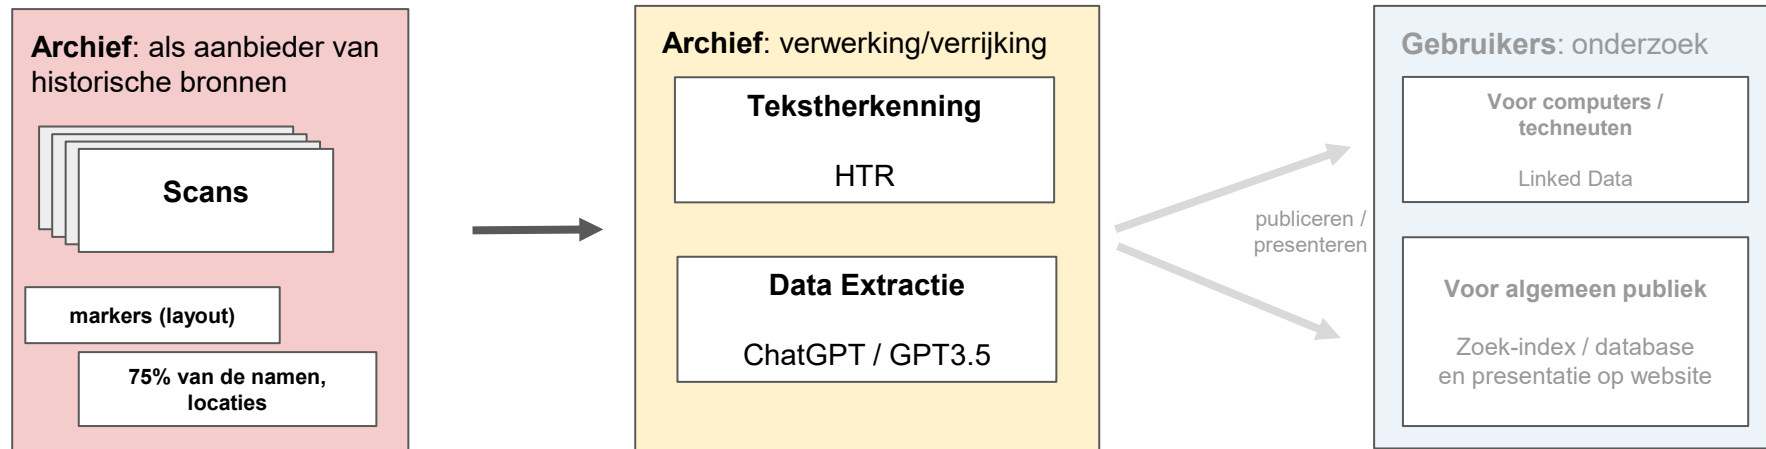 Archief: als aanbieder van
historische bronnen
Scans
markers (layout)
75% van de namen,
locaties
Archief: verwerking/verrijking
Tekstherkenning
HTR
Data Extractie
ChatGPT / GPT3.5
publiceren /
presenteren
Gebruikers: onderzoek
Voor computers /
techneuten
Linked Data
Voor algemeen publiek
Zoek-index / database
en presentatie op website